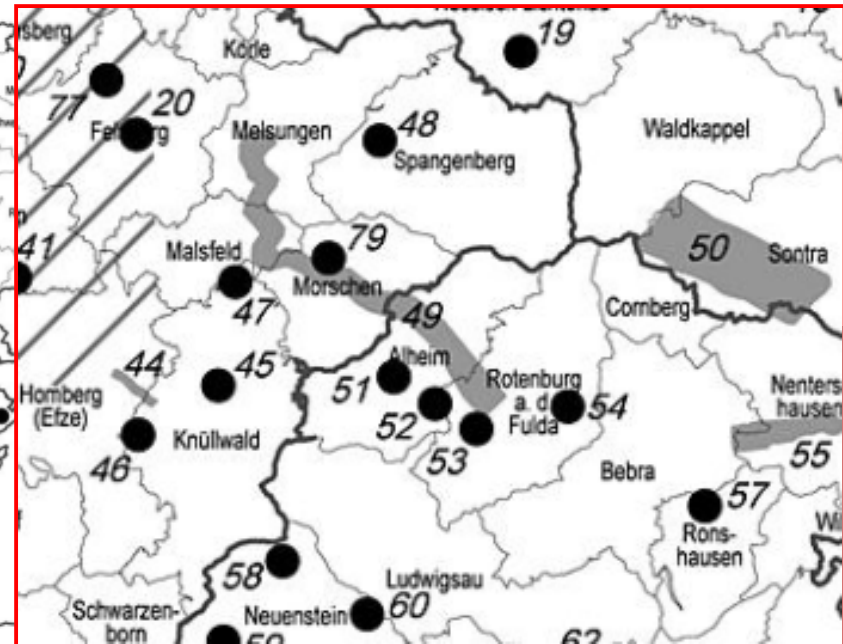 19
Körle
77
20
48
Melsungen
Waldkappel
Spangenberg
41
79
Malsfeld
50
Sontra
Morschen
47
49
Cornberg
44
45
Alheim
51
Rotenburg
a. d
Fulda
54
Nenters
hausen
Homberg
(Efze)
52
46
Knüllwald
53
Bebra
55
57
Rons-
hausen
58
Ludwigsau
Schwarzen-
born
Neuenstein
60